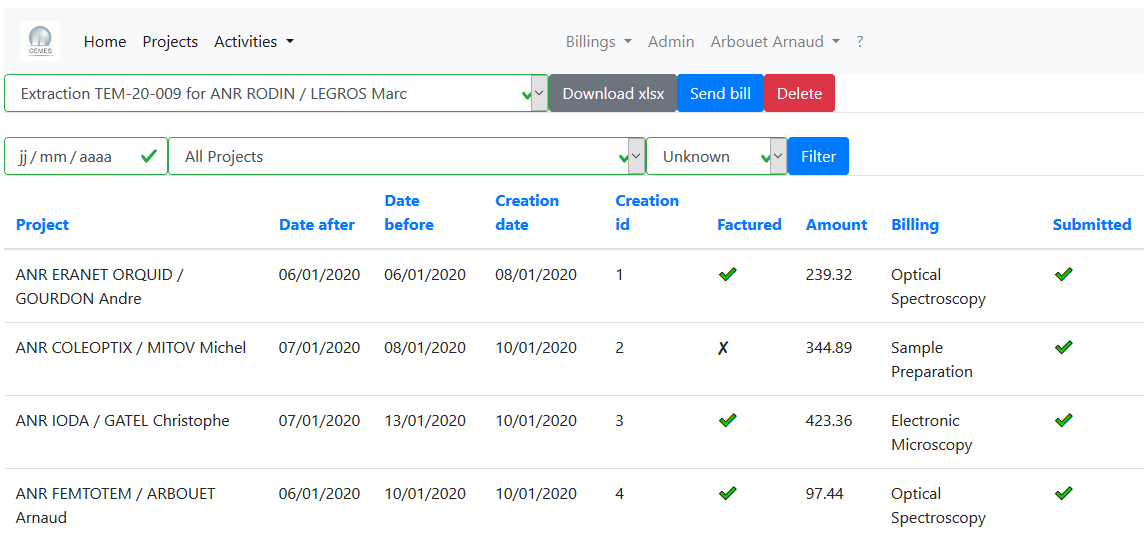 CEMES
Home Projects Activities Billings Admin Arbouet Arnaud ?
Extraction TEM-20-009 for ANR RODIN / LEGROS Marc Download xlsx Send bill Delete
jj / mm / aaaa All Projects Unknown Filter
Date Creation Creation
Project Date after before date id Factured Amount Billing Submitted
ANR ERANET ORQUID / 06/01/2020 06/01/2020 08/01/2020 1 239.32 Optical
GOURDON Andre Spectroscopy
ANR COLEOPTIX / MITOV Michel 07/01/2020 08/01/2020 10/01/2020 2 ✗ 344.89 Sample
Preparation
ANR IODA / GATEL Christophe 07/01/2020 13/01/2020 10/01/2020 3 423.36 Electronic
Microscopy
ANR FEMTOTEM / ARBOUET 06/01/2020 10/01/2020 10/01/2020 4 97.44 Optical
Arnaud Spectroscopy